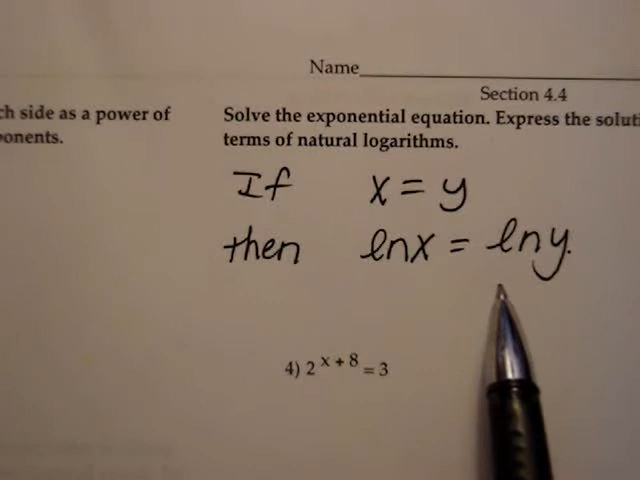 Name
Section 4.4
ch side as a power of
onents.
Solve the exponential equation. Express the soluti
terms of natural logarithms.
If x = y
then ln x = ln y.
4) 2^{x + 8} = 3